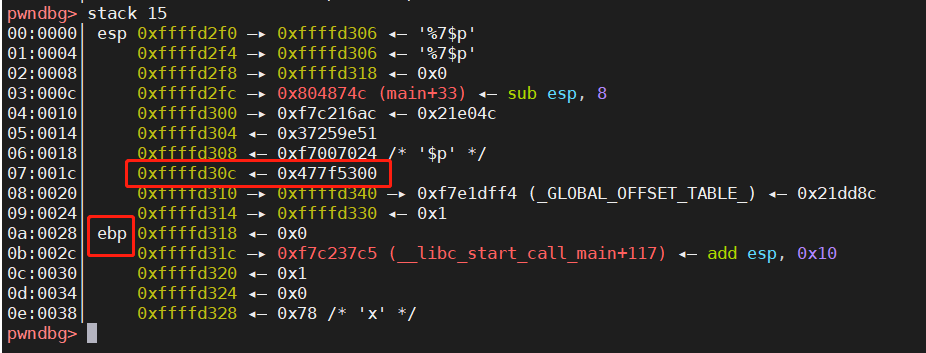 pwndbg> stack 15
00:0000│ esp 0xffffd2f0 —▸ 0xffffd306 ◂— '%7$p'
01:0004│     0xffffd2f4 —▸ 0xffffd306 ◂— '%7$p'
02:0008│     0xffffd2f8 —▸ 0xffffd318 ◂— 0x0
03:000c│     0xffffd2fc —▸ 0x804874c (main+33) ◂— sub esp, 8
04:0010│     0xffffd300 —▸ 0xf7c216ac ◂— 0x21e04c
05:0014│     0xffffd304 ◂— 0x37259e51
06:0018│     0xffffd308 ◂— 0xf7007024 /* '$p' */
07:001c│     0xffffd30c ◂— 0x477f5300
08:0020│     0xffffd310 —▸ 0xffffd340 —▸ 0xf7e1dff4 (_GLOBAL_OFFSET_TABLE_) ◂— 0x21dd8c
09:0024│     0xffffd314 —▸ 0xffffd330 ◂— 0x1
0a:0028│ ebp 0xffffd318 ◂— 0x0
0b:002c│     0xffffd31c —▸ 0xf7c237c5 (__libc_start_call_main+117) ◂— add esp, 0x10
0c:0030│     0xffffd320 ◂— 0x1
0d:0034│     0xffffd324 ◂— 0x0
0e:0038│     0xffffd328 ◂— 0x78 /* 'x' */
pwndbg>